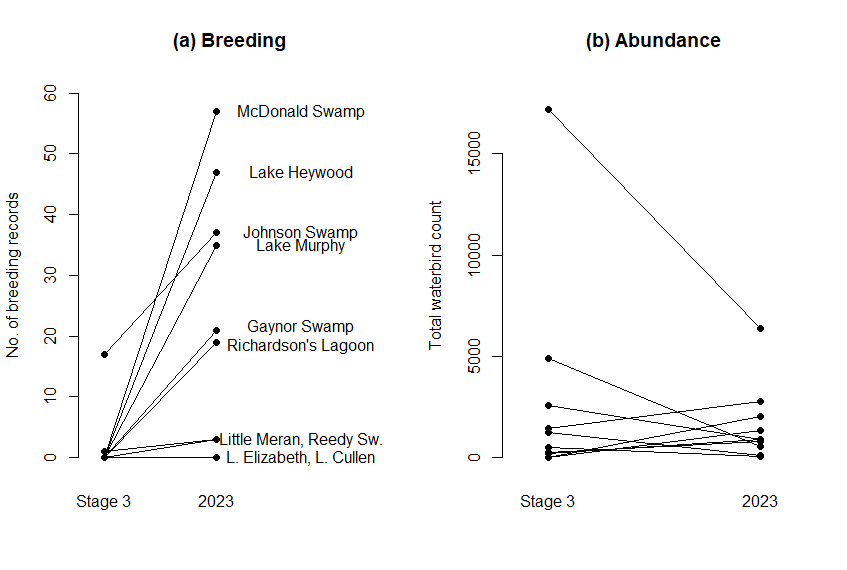 (a) Breeding
No. of breeding records
60
50
40
30
20
10
0
McDonald Swamp
Lake Heywood
Johnson Swamp
Lake Murphy
Gaynor Swamp
Richardson's Lagoon
Little Meran, Reedy Sw.
L. Elizabeth, L. Cullen
Stage 3
2023
(b) Abundance
Total waterbird count
15000
10000
5000
0
Stage 3
2023